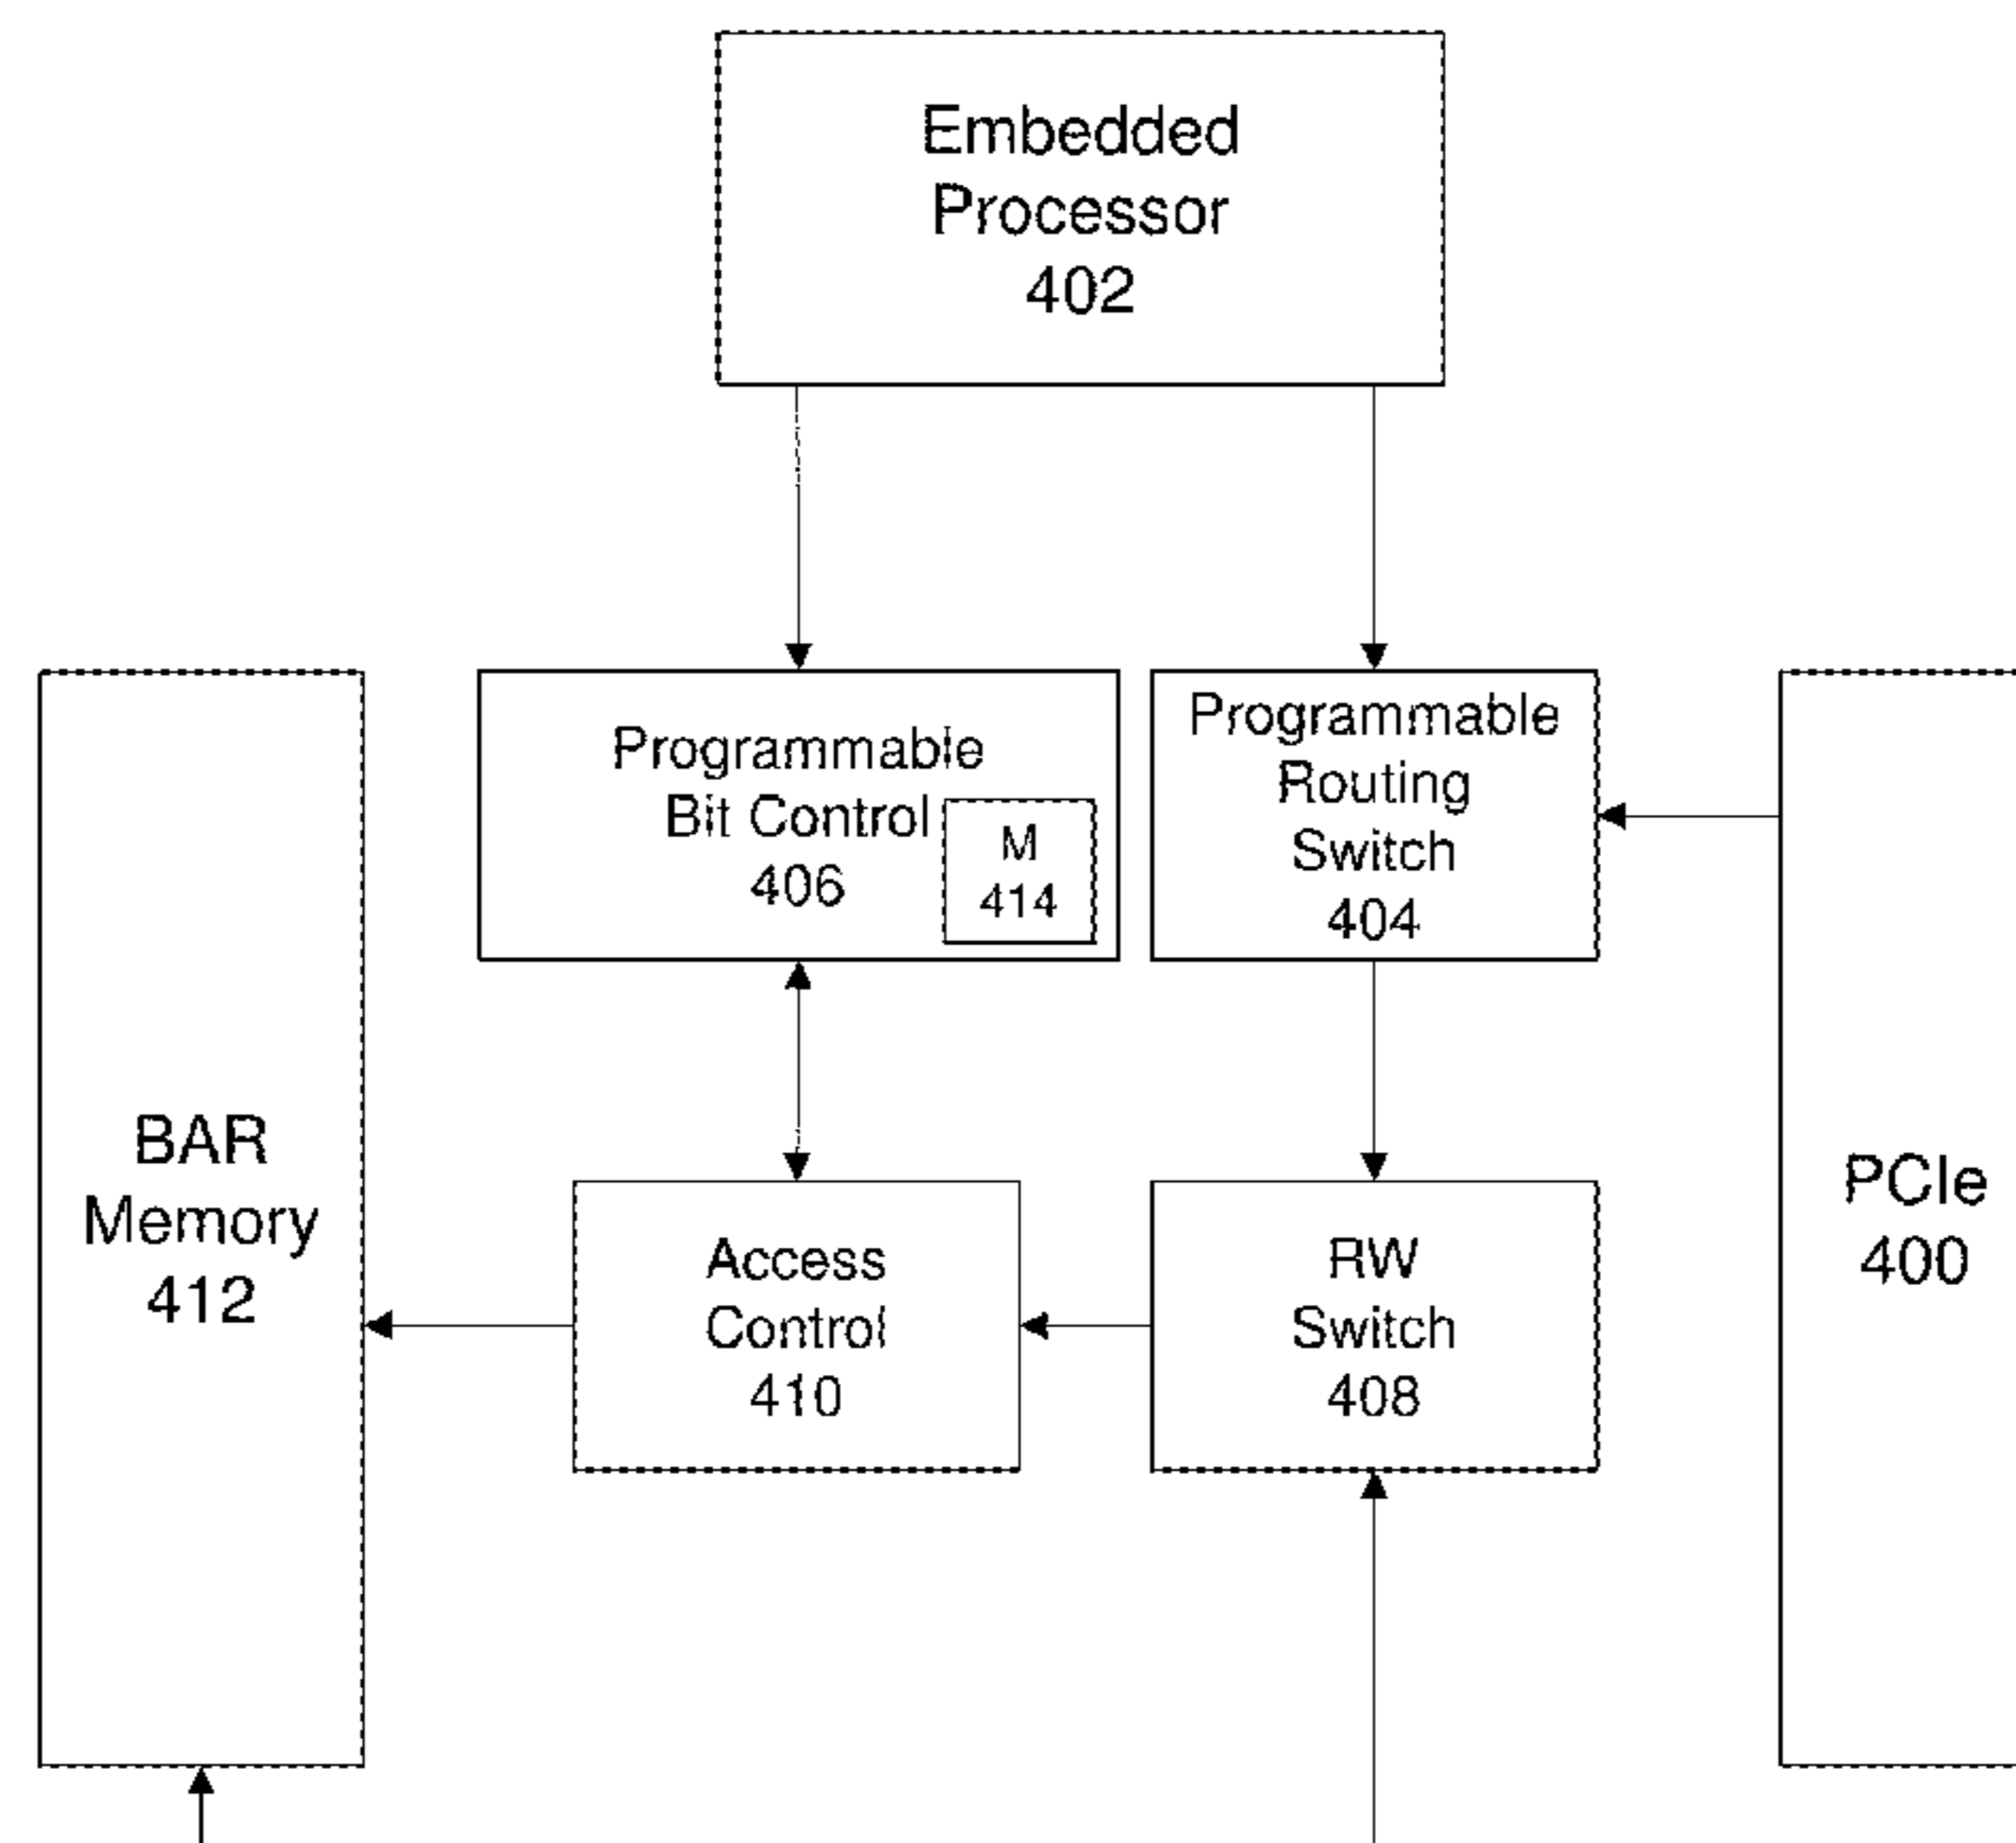 Embedded
Processor
402
Programmable
Bit Control
406
M
414
Programmable
Routing
Switch
404
BAR
Memory
412
Access
Control
410
RW
Switch
408
PCIe
400